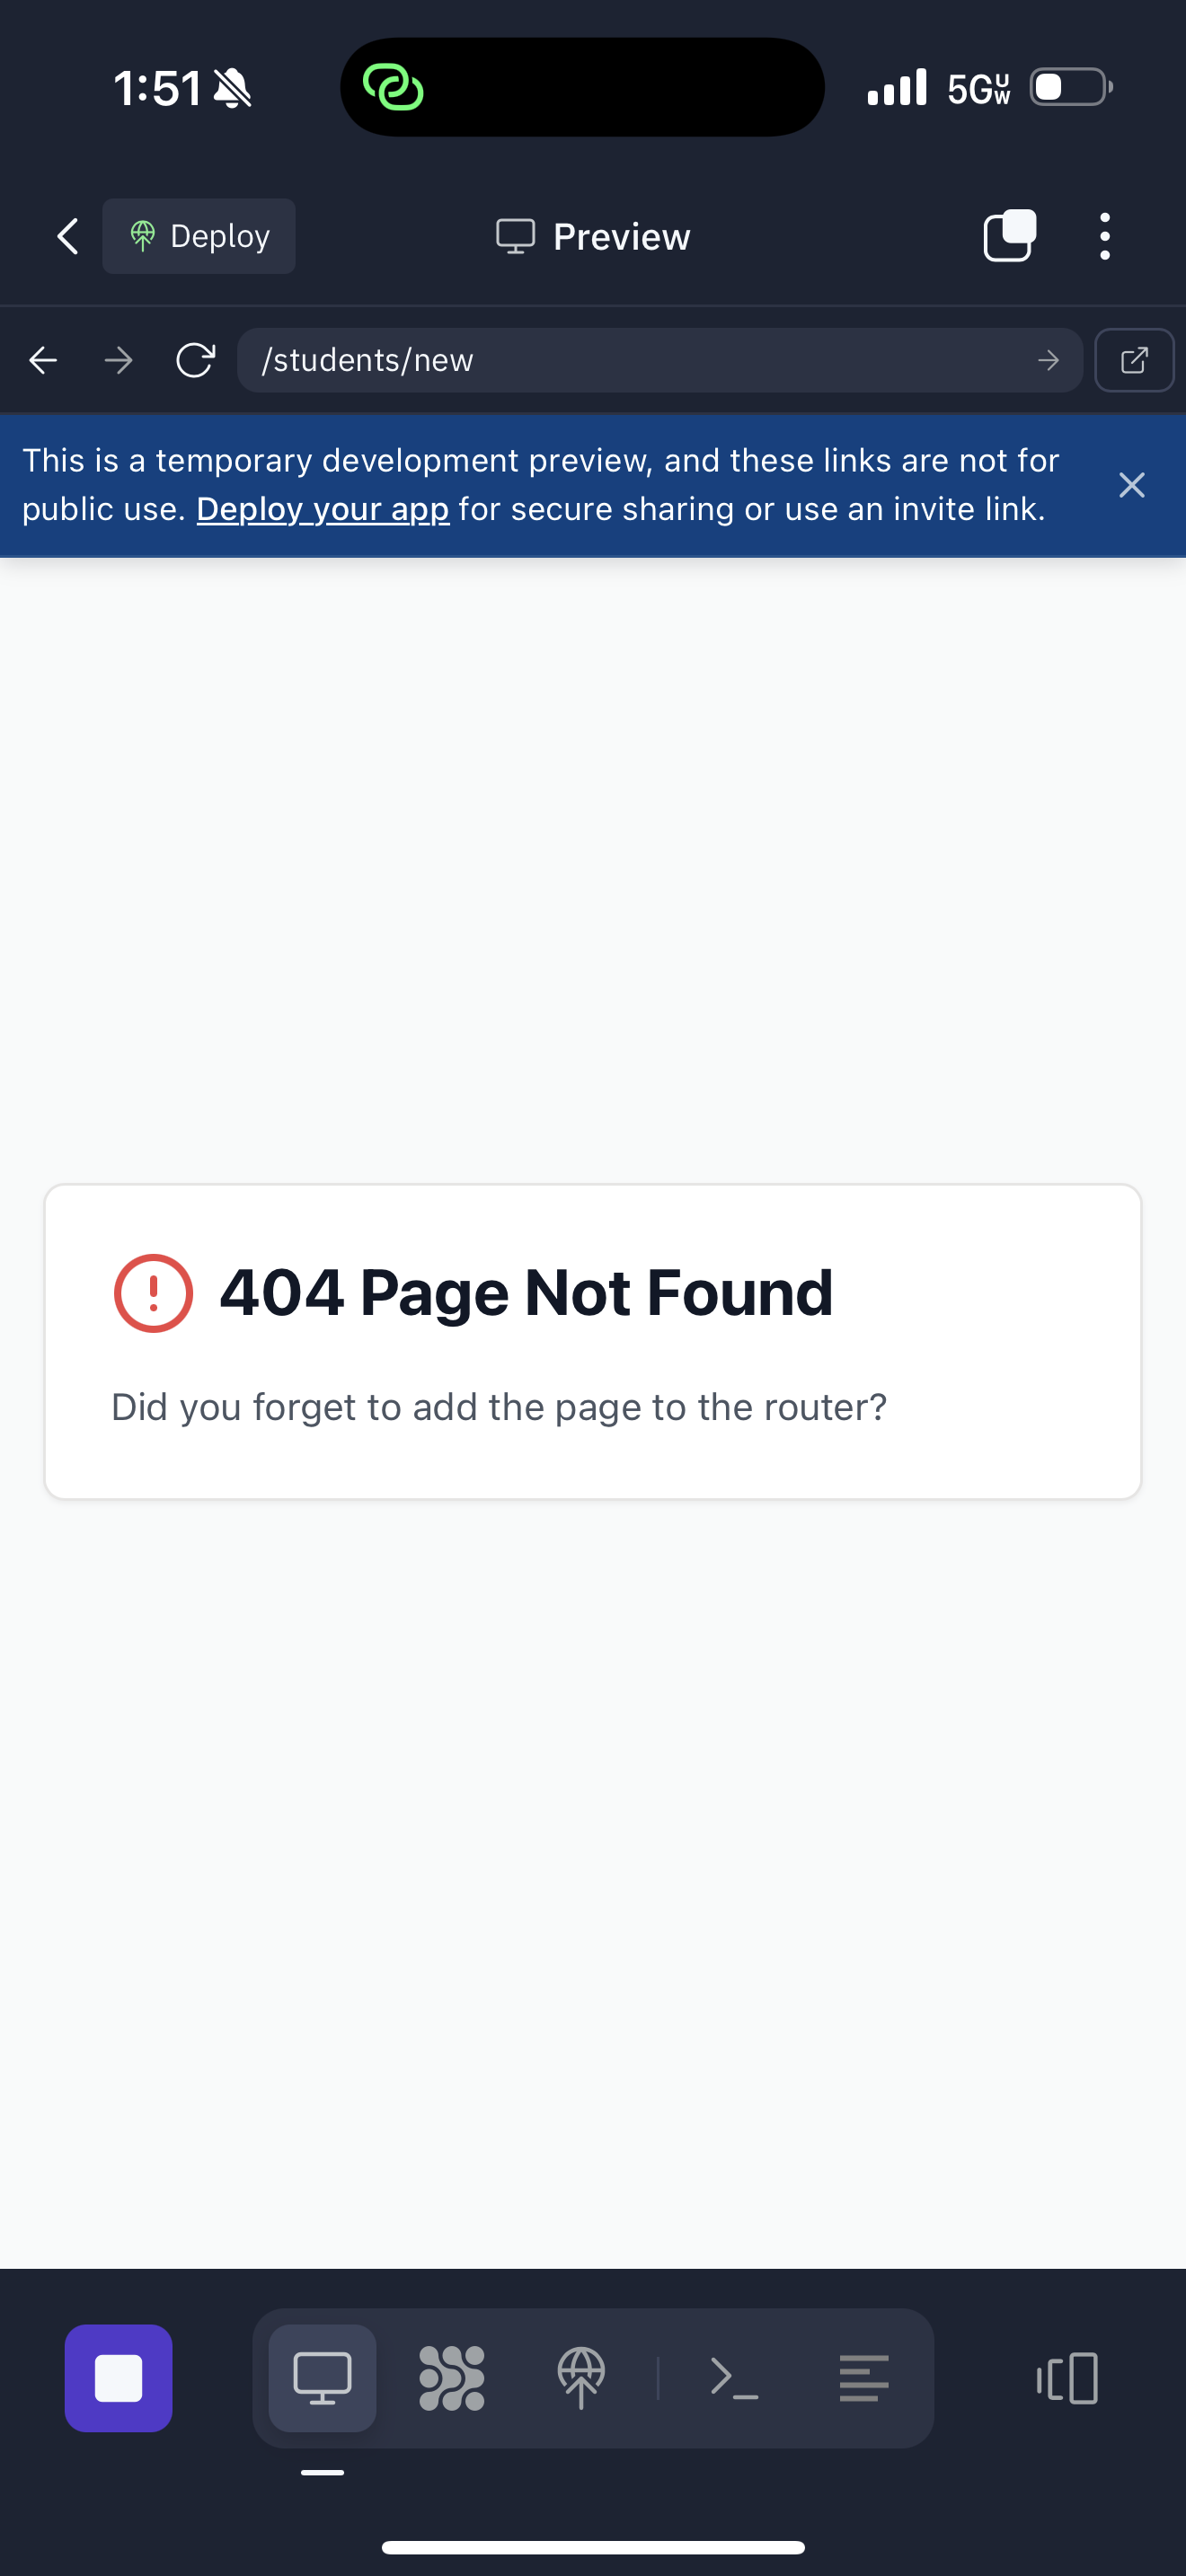 1:51
5GUW
Deploy
Preview
/students/new
This is a temporary development preview, and these links are not for
public use. Deploy your app for secure sharing or use an invite link.
404 Page Not Found
Did you forget to add the page to the router?